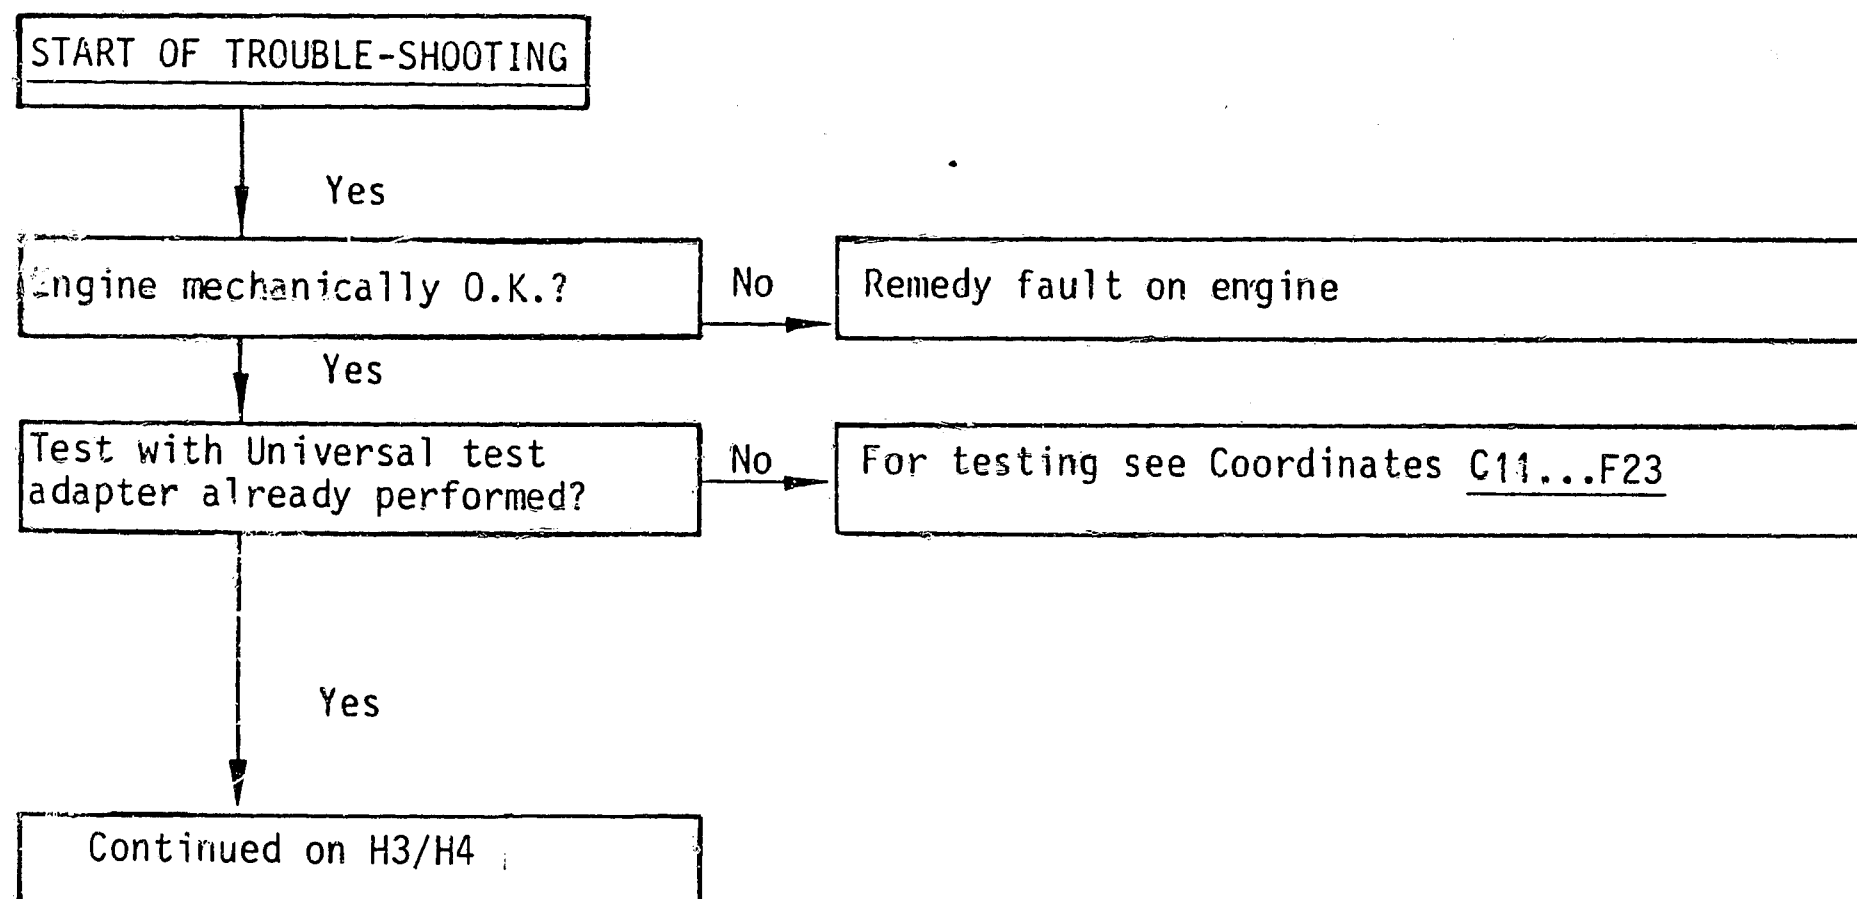 START OF TROUBLE-SHOOTING
Yes
Engine mechanically O.K.?
No
Remedy fault on engine
Yes
Test with Universal test
adapter already performed?
No
For testing see Coordinates C11...F23
Yes
Continued on H3/H4